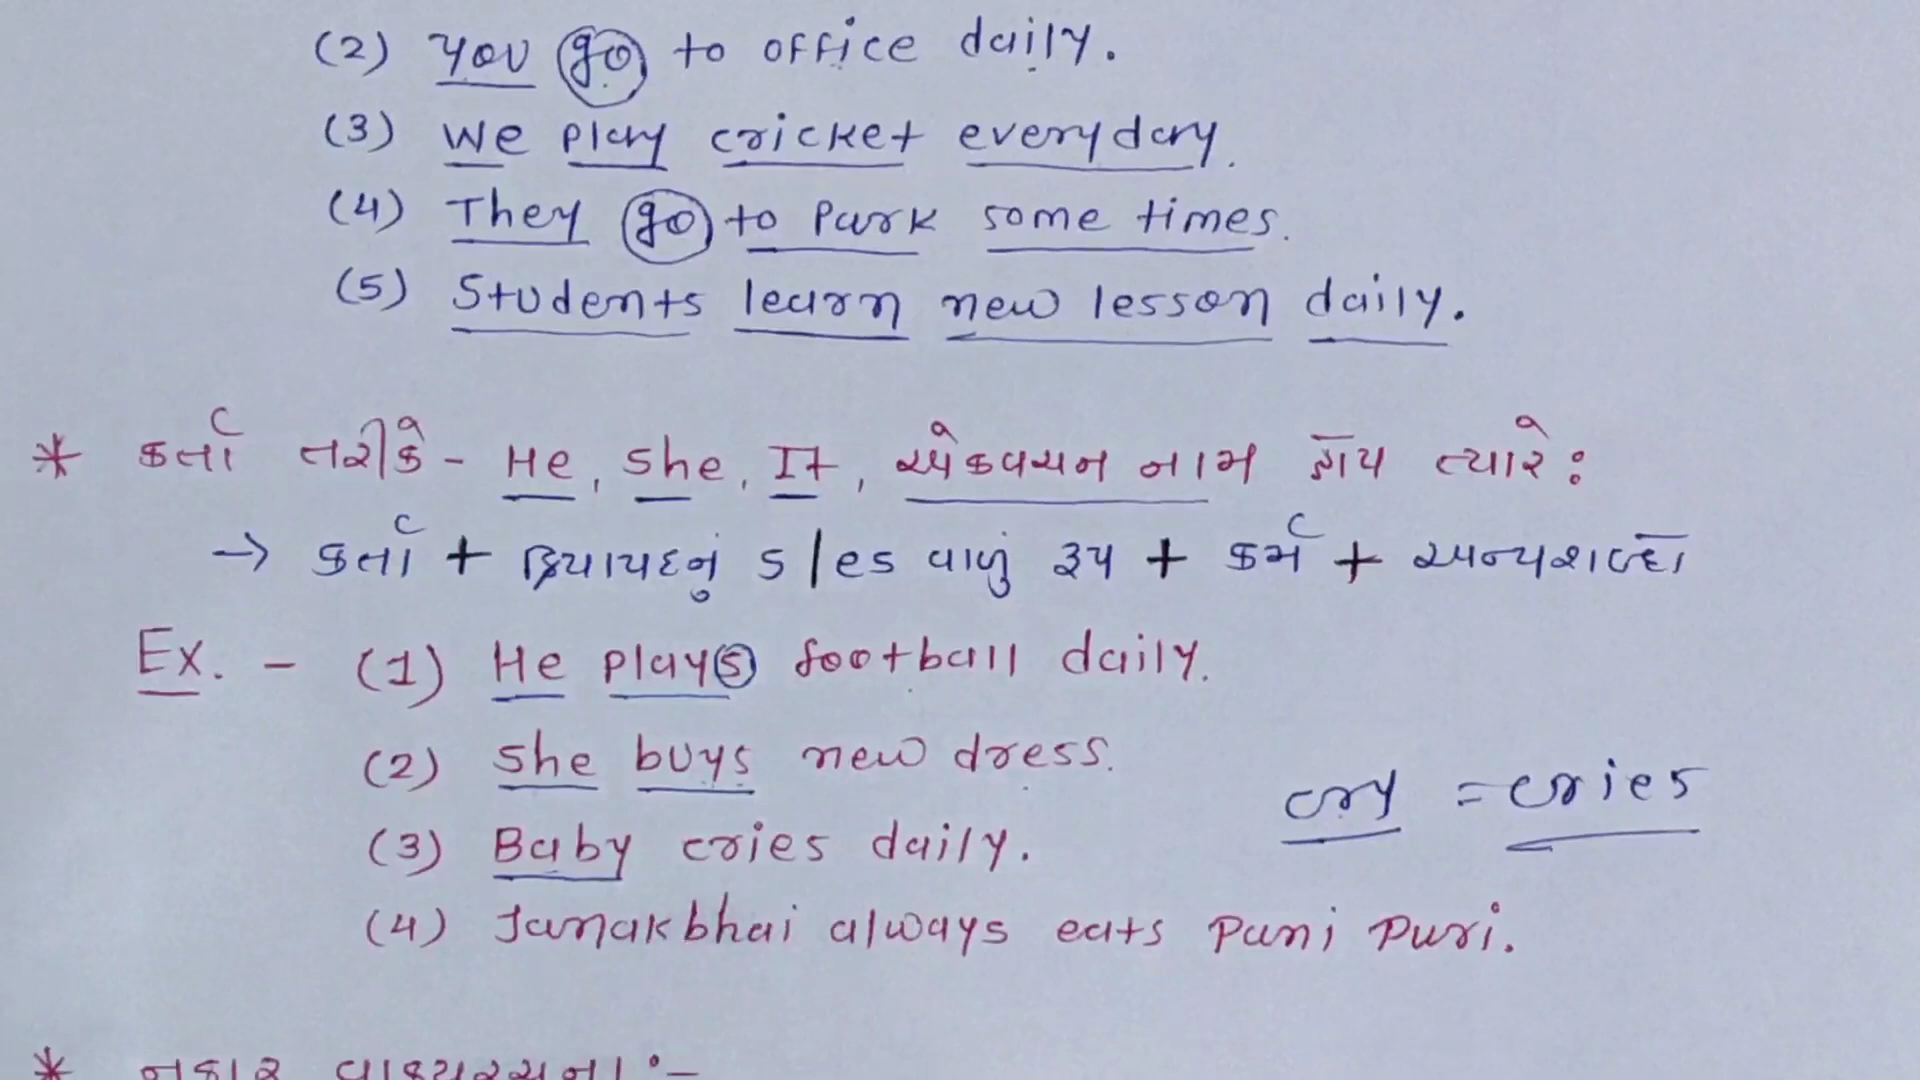 (2) You go to office daily.
(3) We play cricket everyday.
(4) They go to Park some times.
(5) Students learn new lesson daily.
* કર્તા તરીકે - He, She, It, એકવચન નામ હોય ત્યારે :
→ કર્તા + ક્રિયાપદનું s/es વાળું રૂપ + કર્મ + અન્યશબ્દો
Ex. - (1) He plays football daily.
(2) She buys new dress.
cry = cries
(3) Baby cries daily.
(4) Janakbhai always eats Pani Puri.
* નકાર વાક્યરચના :-